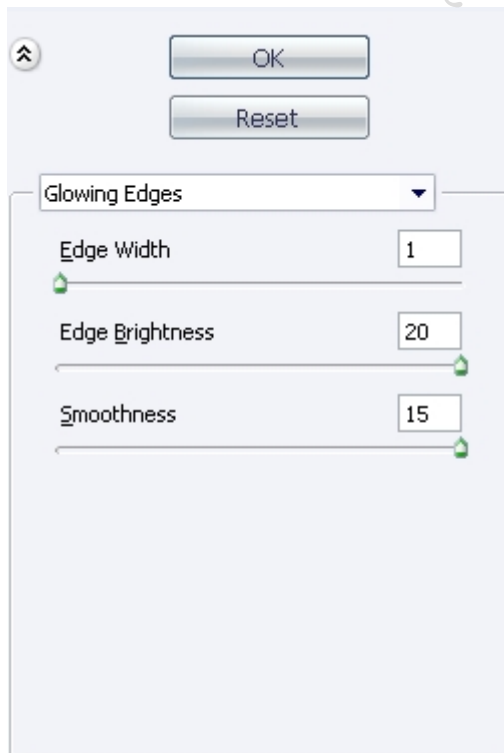 OK
Reset
Glowing Edges
Edge Width 1
Edge Brightness 20
Smoothness 15